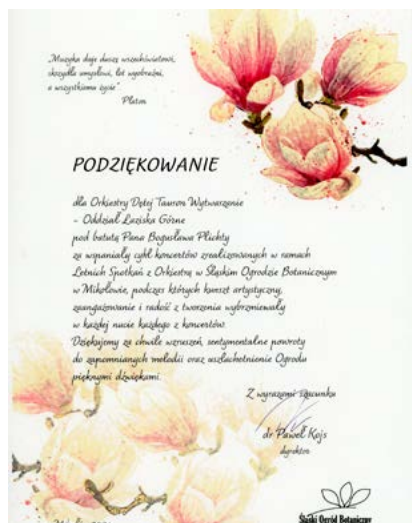 „Muzyka daje duszę wszechświatowi,
skrzydła umysłowi, lot wyobraźni,
a wszystkiemu życie”.
Platon
PODZIĘKOWANIE
dla Orkiestry Dętej Tauron Wytwarzanie
– Oddział Łaziska Górne
pod batutą Pana Bogusława Plichty
za wspaniały cykl koncertów zrealizowanych w ramach
Letnich Spotkań z Orkiestrą w Śląskim Ogrodzie Botanicznym
w Mikołowie, podczas których kunszt artystyczny,
zaangażowanie i radość z tworzenia wybrzmiewały
w każdej nucie każdego z koncertów.
Dziękujemy za chwile wzruszeń, sentymentalne powroty
do zapomnianych melodii oraz uszlachetnienie Ogrodu
pięknymi dźwiękami.
Z wyrazami szacunku
dr Paweł Kojs
dyrektor
Śląski Ogród Botaniczny